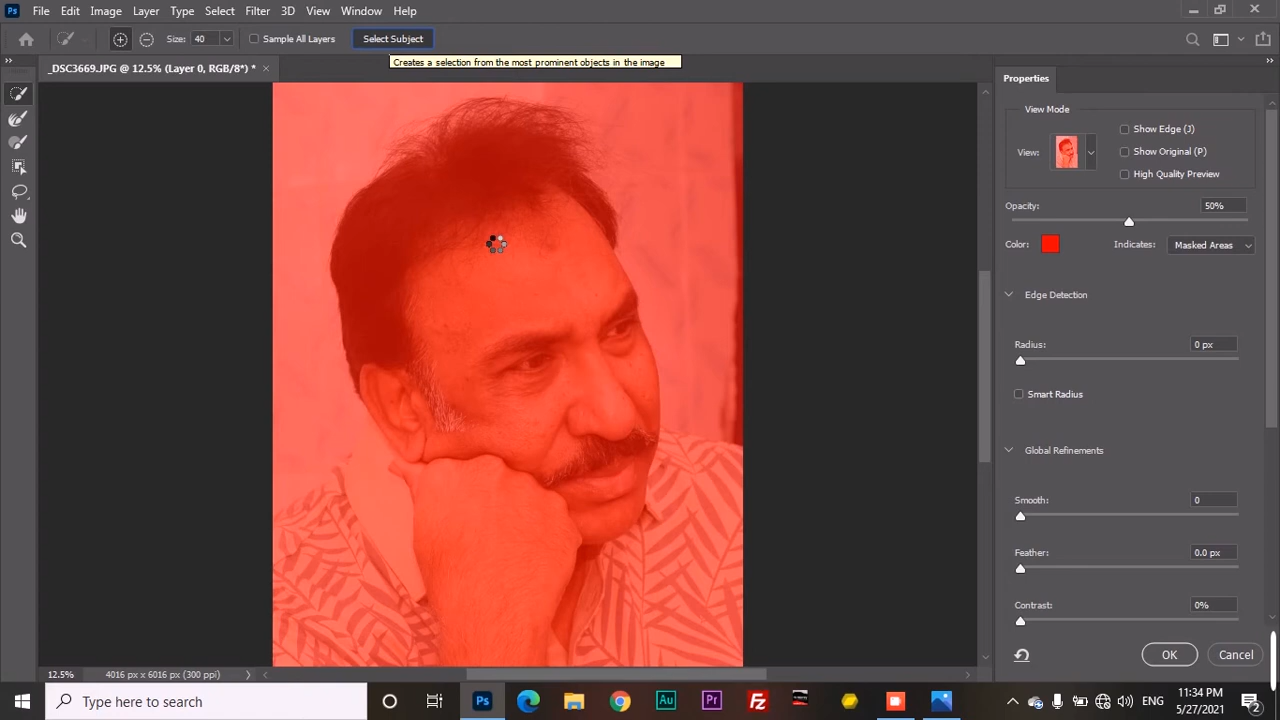 Ps File Edit Image Layer Type Select Filter 3D View Window Help
Size: 40 Sample All Layers Select Subject
Creates a selection from the most prominent objects in the image
_DSC3669.JPG @ 12.5% (Layer 0, RGB/8*) * ×
Properties
View Mode
Show Edge (J)
View: Show Original (P)
High Quality Preview
Opacity: 50%
Color: Indicates: Masked Areas
Edge Detection
Radius: 0 px
Smart Radius
Global Refinements
Smooth: 0
Feather: 0.0 px
Contrast: 0%
OK Cancel
12.5% 4016 px x 6016 px (300 ppi)
Type here to search Ps Au Pr Fz ENG 11:34 PM
5/27/2021 2